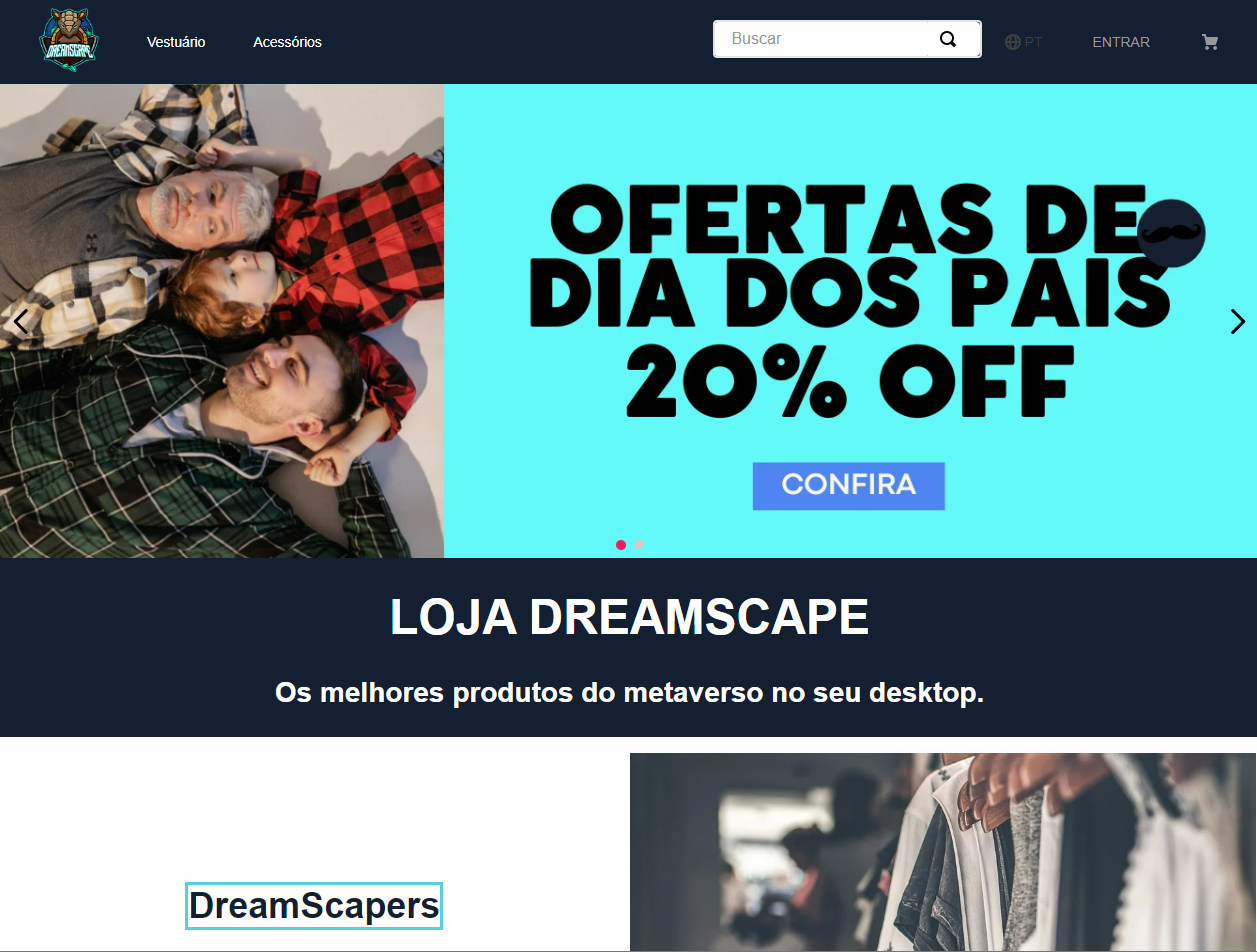 DREAMSCAPE
Vestuário
Acessórios
Buscar
PT
ENTRAR
OFERTAS DE
DIA DOS PAIS
20% OFF
CONFIRA
LOJA DREAMSCAPE
Os melhores produtos do metaverso no seu desktop.
DreamScapers